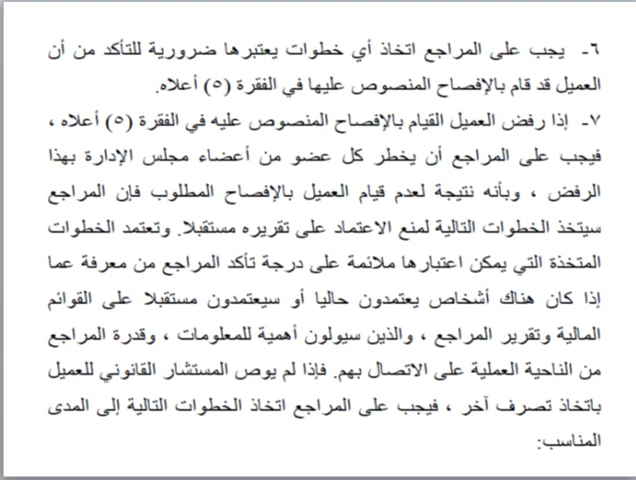 ٦- يجب على المراجع اتخاذ أي خطوات يعتبرها ضرورية للتأكد من أن
العميل قد قام بالإفصاح المنصوص عليها في الفقرة (٥) أعلاه.
٧- إذا رفض العميل القيام بالإفصاح المنصوص عليه في الفقرة (٥) أعلاه ،
فيجب على المراجع أن يخطر كل عضو من أعضاء مجلس الإدارة بهذا
الرفض ، وبأنه نتيجة لعدم قيام العميل بالإفصاح المطلوب فإن المراجع
سيتخذ الخطوات التالية لمنع الاعتماد على تقريره مستقبلا. وتعتمد الخطوات
المتخذة التي يمكن اعتبارها ملائمة على درجة تأكد المراجع من معرفة عما
إذا كان هناك أشخاص يعتمدون حاليا أو سيعتمدون مستقبلا على القوائم
المالية وتقرير المراجع ، والذين سيولون أهمية للمعلومات ، وقدرة المراجع
من الناحية العملية على الاتصال بهم. فإذا لم يوص المستشار القانوني للعميل
باتخاذ تصرف آخر ، فيجب على المراجع اتخاذ الخطوات التالية إلى المدى
المناسب: